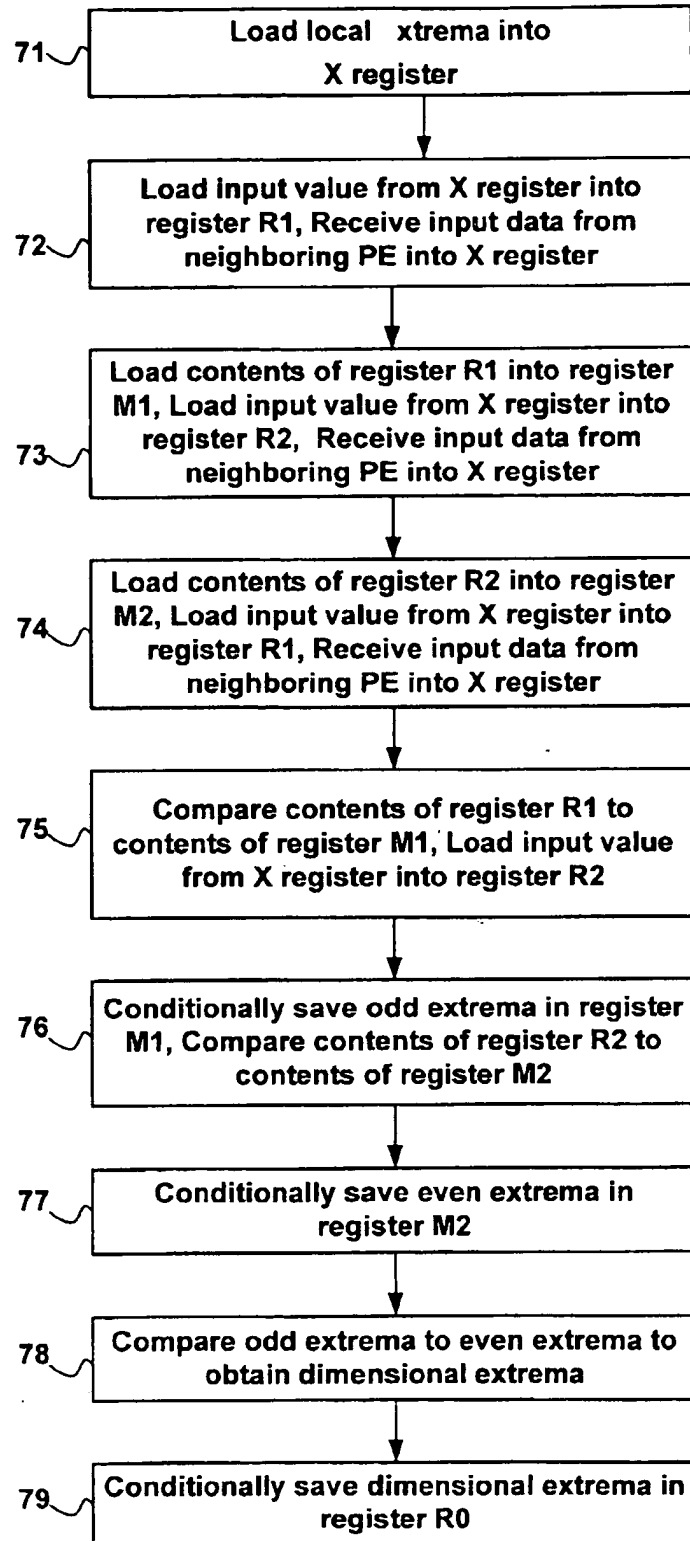 71
Load local xtrema into
X register
72
Load input value from X register into
register R1, Receive input data from
neighboring PE into X register
73
Load contents of register R1 into register
M1, Load input value from X register into
register R2, Receive input data from
neighboring PE into X register
74
Load contents of register R2 into register
M2, Load input value from X register into
register R1, Receive input data from
neighboring PE into X register
75
Compare contents of register R1 to
contents of register M1, Load input value
from X register into register R2
76
Conditionally save odd extrema in register
M1, Compare contents of register R2 to
contents of register M2
77
Conditionally save even extrema in
register M2
78
Compare odd extrema to even extrema to
obtain dimensional extrema
79
Conditionally save dimensional extrema in
register R0